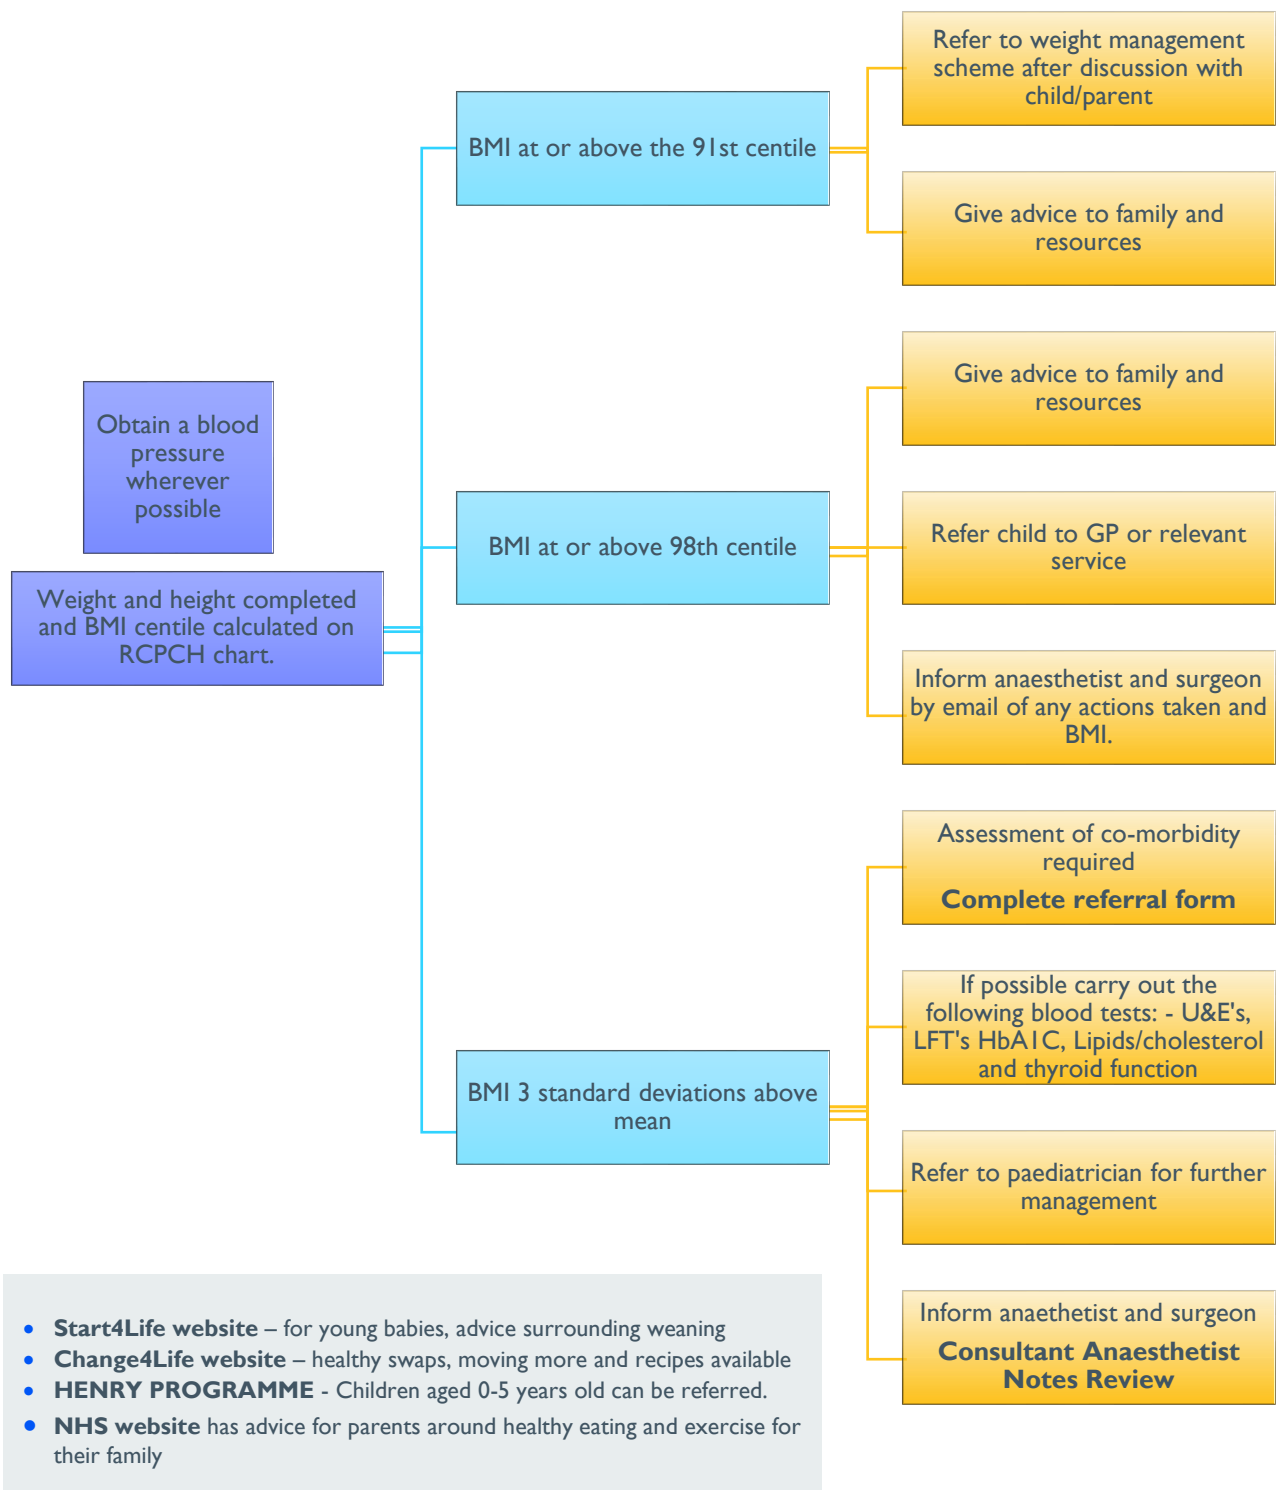 Obtain a blood
pressure
wherever
possible
Weight and height completed
and BMI centile calculated on
RCPCH chart.
BMI at or above the 91st centile
Refer to weight management
scheme after discussion with
child/parent
Give advice to family and
resources
BMI at or above 98th centile
Give advice to family and
resources
Refer child to GP or relevant
service
Inform anaesthetist and surgeon
by email of any actions taken and
BMI.
BMI 3 standard deviations above
mean
Assessment of co-morbidity
required
Complete referral form
If possible carry out the
following blood tests: - U&E's,
LFT's HbA1C, Lipids/cholesterol
and thyroid function
Refer to paediatrician for further
management
Inform anaethetist and surgeon
Consultant Anaesthetist
Notes Review
• Start4Life website – for young babies, advice surrounding weaning
• Change4Life website – healthy swaps, moving more and recipes available
• HENRY PROGRAMME - Children aged 0-5 years old can be referred.
• NHS website has advice for parents around healthy eating and exercise for
their family